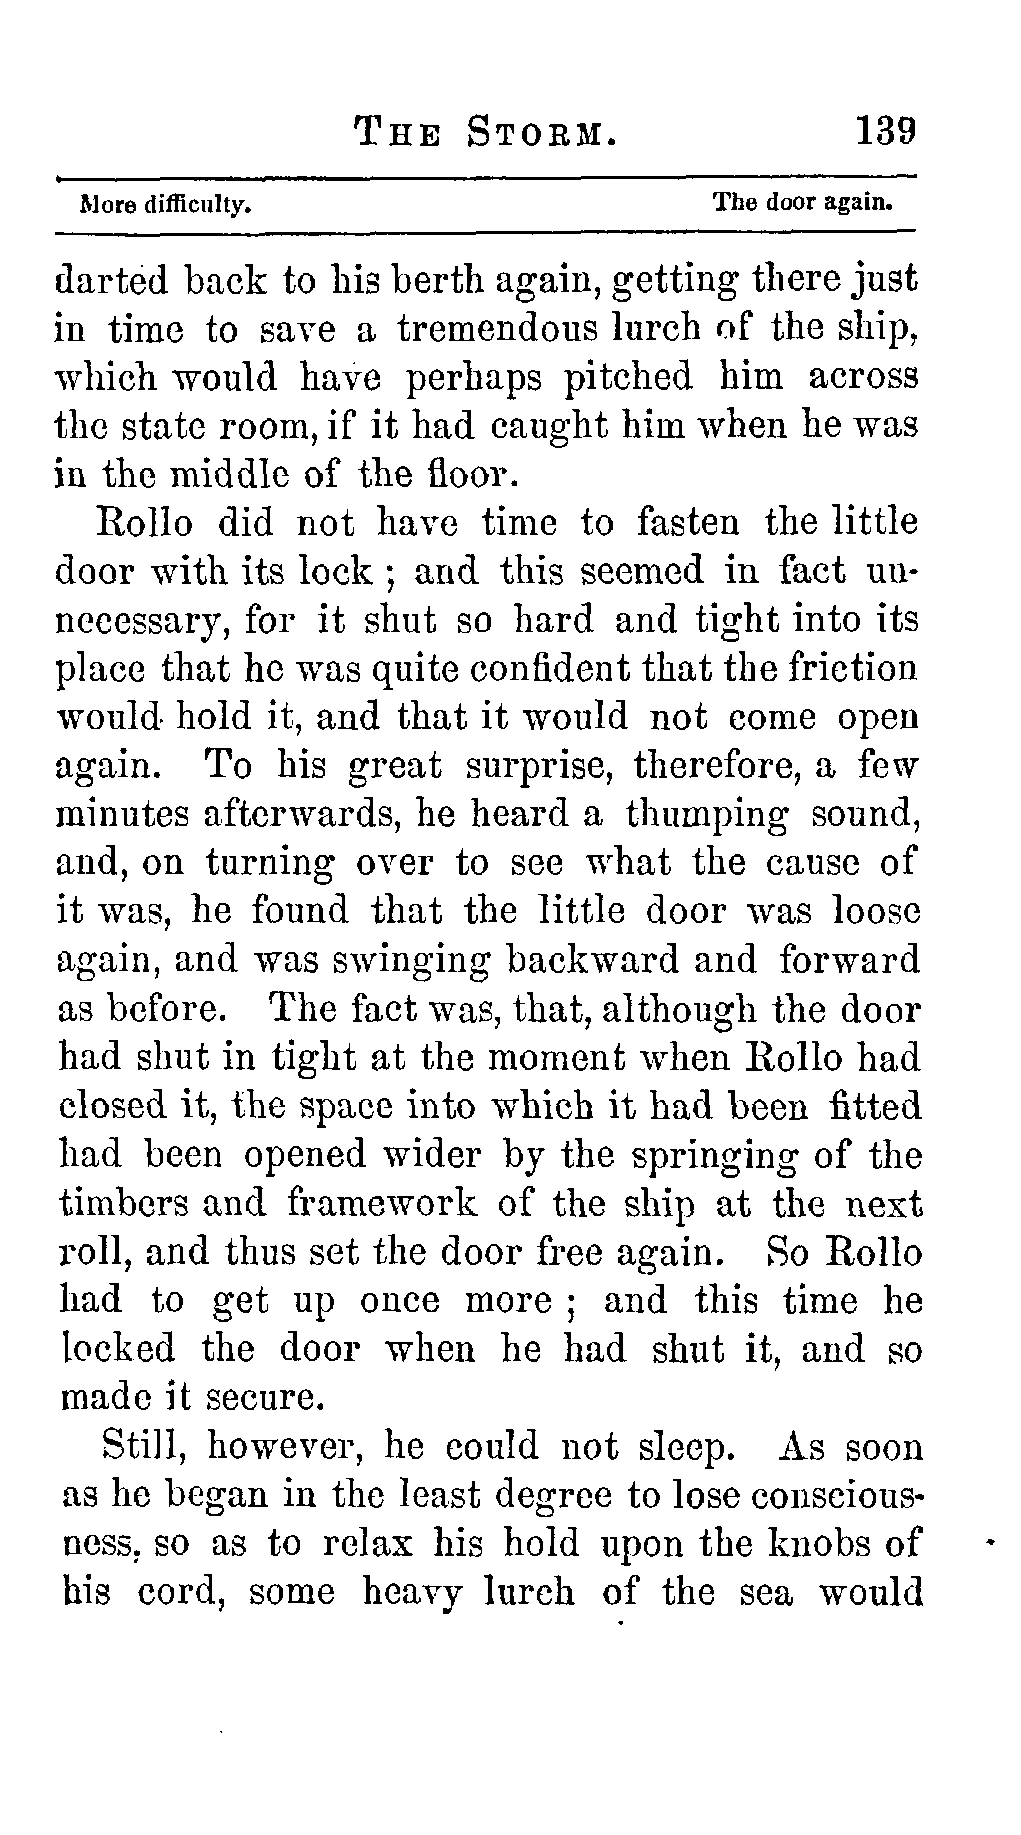 THE STORM. 139
More difficulty. The door again.
darted back to his berth again, getting there just
in time to save a tremendous lurch of the ship,
which would have perhaps pitched him across
the state room, if it had caught him when he was
in the middle of the floor.
Rollo did not have time to fasten the little
door with its lock ; and this seemed in fact un-
necessary, for it shut so hard and tight into its
place that he was quite confident that the friction
would hold it, and that it would not come open
again. To his great surprise, therefore, a few
minutes afterwards, he heard a thumping sound,
and, on turning over to see what the cause of
it was, he found that the little door was loose
again, and was swinging backward and forward
as before. The fact was, that, although the door
had shut in tight at the moment when Rollo had
closed it, the space into which it had been fitted
had been opened wider by the springing of the
timbers and framework of the ship at the next
roll, and thus set the door free again. So Rollo
had to get up once more ; and this time he
locked the door when he had shut it, and so
made it secure.
Still, however, he could not sleep. As soon
as he began in the least degree to lose conscious-
ness, so as to relax his hold upon the knobs of
his cord, some heavy lurch of the sea would